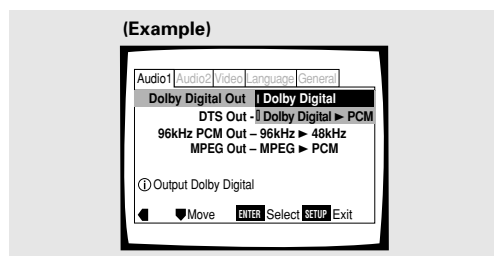 (Example)
Audio1 Audio2 Video Language General
Dolby Digital Out Dolby Digital
DTS Out - Dolby Digital ► PCM
96kHz PCM Out – 96kHz ► 48kHz
MPEG Out – MPEG ► PCM
ⓘ Output Dolby Digital
Move ENTER Select SETUP Exit